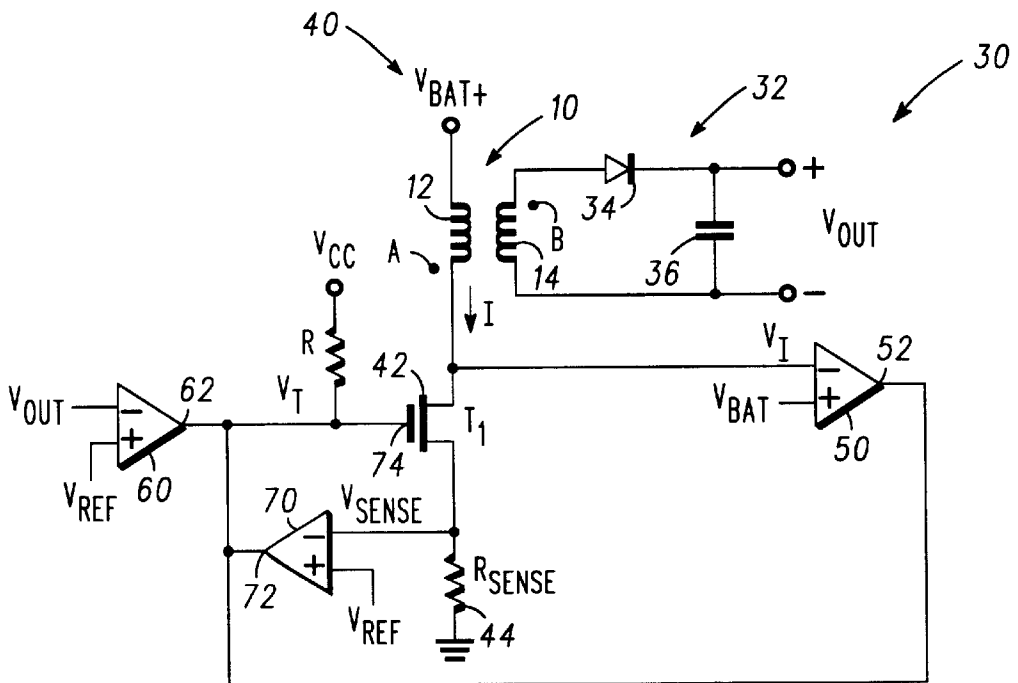 40
30
V_BAT+
32
10
12
34
+
V_CC
A
B
V_OUT
14
36
I
−
R
V_I
52
42
62
V_T
−
V_OUT
−
V_BAT
+
+
T₁
50
74
V_REF
60
70
V_SENSE
−
+
R_SENSE
72
V_REF
44